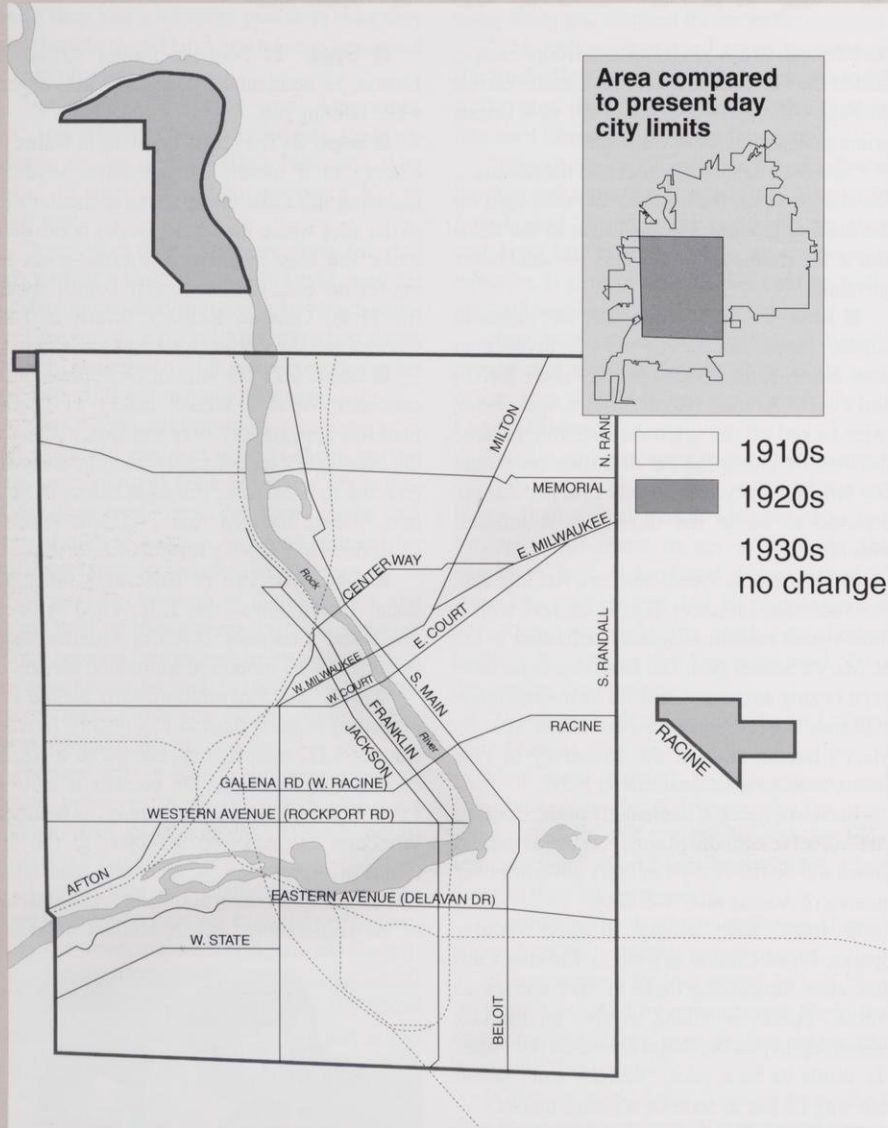 Area compared
to present day
city limits
1910s
1920s
1930s
no change
MILTON
N. RAND
MEMORIAL
E. MILWAUKEE
CENTERWAY
Rock
E. COURT
S. RANDALL
W. MILWAUKEE
W. COURT
S. MAIN
FRANKLIN
JACKSON
River
RACINE
RACINE
GALENA RD (W. RACINE)
WESTERN AVENUE (ROCKPORT RD)
AFTON
EASTERN AVENUE (DELAVAN DR)
W. STATE
BELOIT